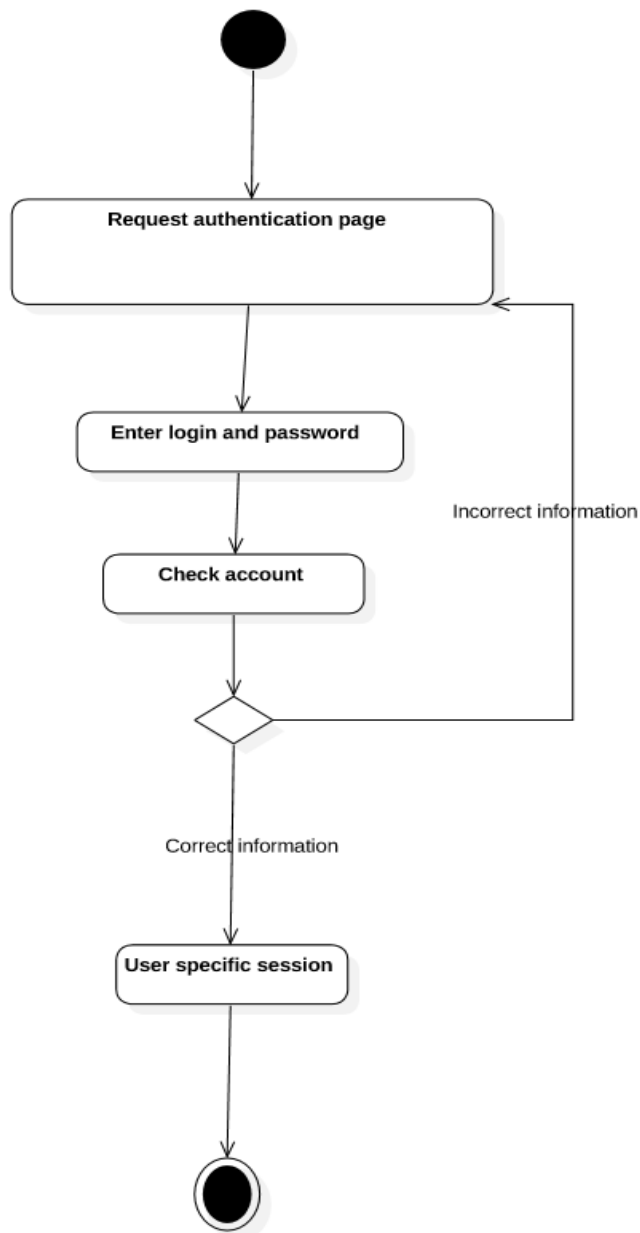 Request authentication page
Enter login and password
Incorrect information
Check account
Correct information
User specific session